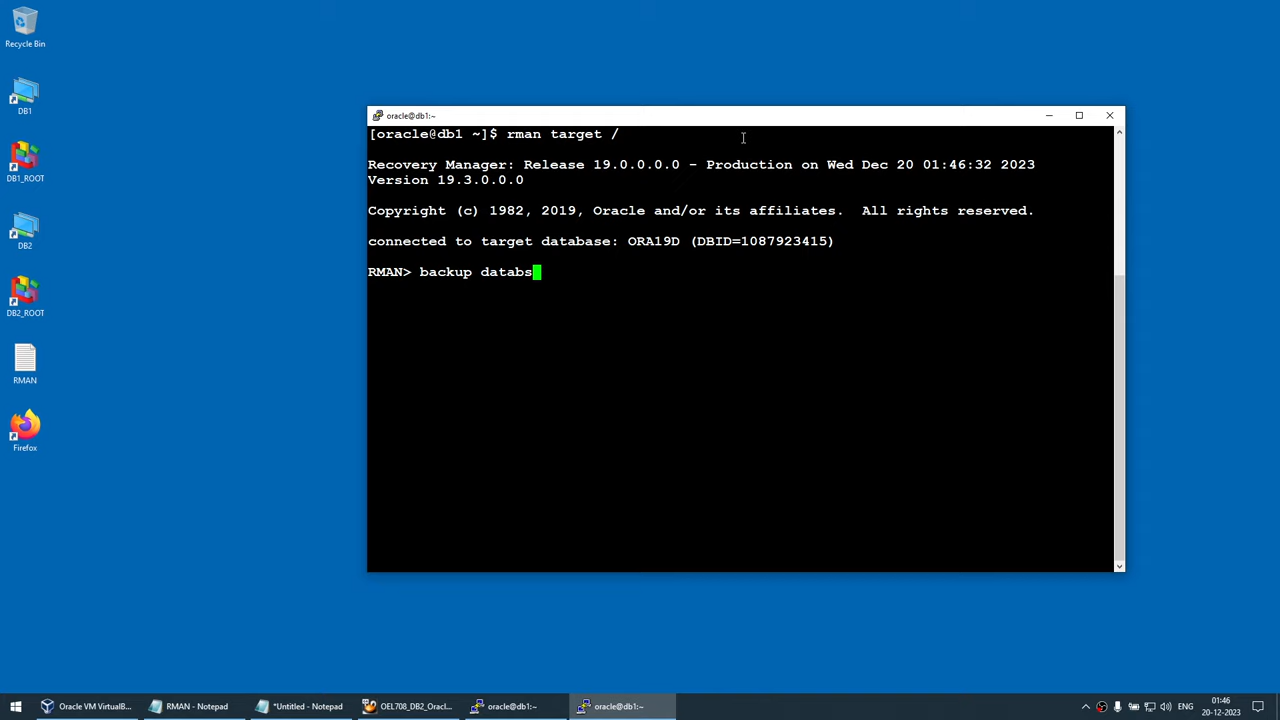 Recycle Bin
DB1
DB1_ROOT
DB2
DB2_ROOT
RMAN
Firefox
oracle@db1:~
[oracle@db1 ~]$ rman target /
Recovery Manager: Release 19.0.0.0.0 - Production on Wed Dec 20 01:46:32 2023
Version 19.3.0.0.0
Copyright (c) 1982, 2019, Oracle and/or its affiliates.  All rights reserved.
connected to target database: ORA19D (DBID=1087923415)
RMAN> backup databs
Oracle VM VirtualB...
RMAN - Notepad
*Untitled - Notepad
OEL708_DB2_Oracl...
oracle@db1:~
oracle@db1:~
ENG
01:46
20-12-2023